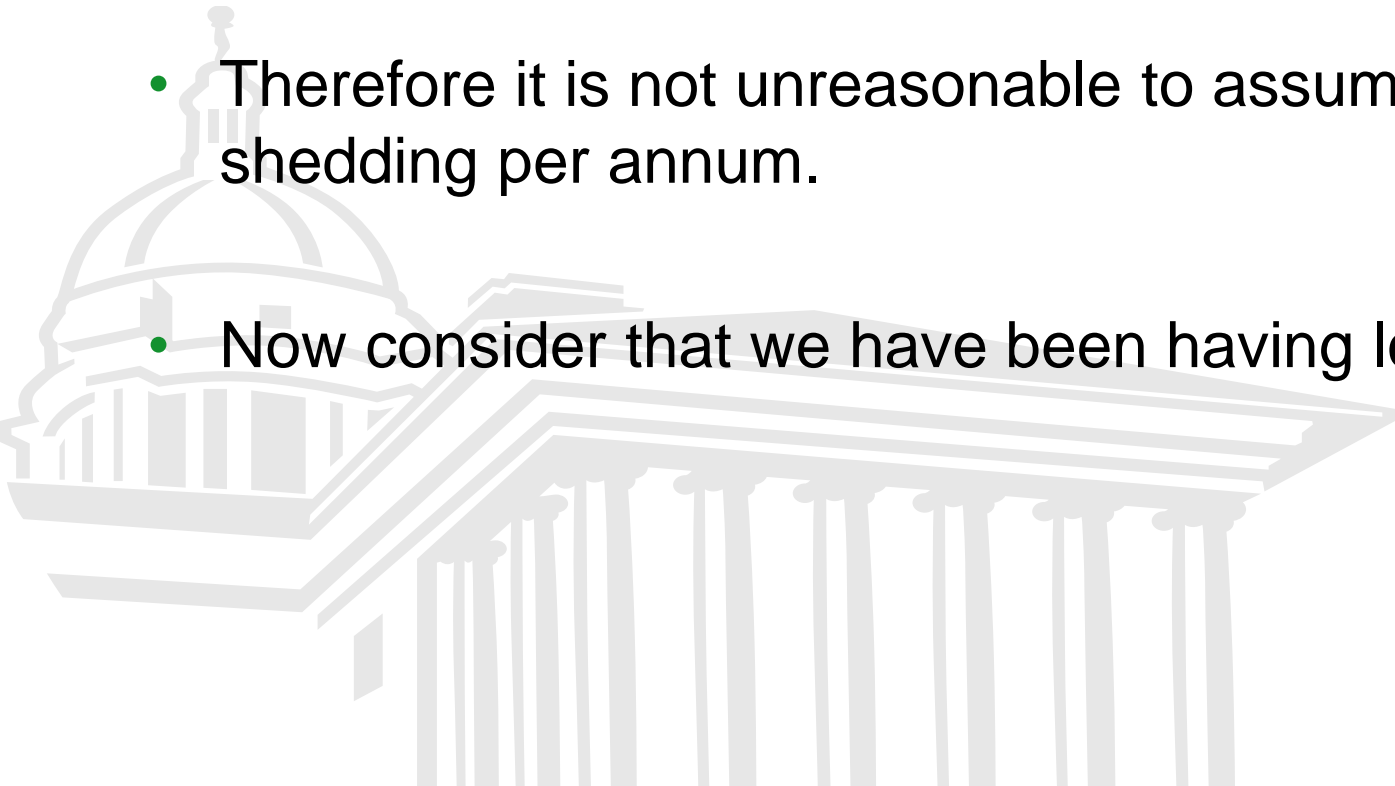 • Therefore it is not unreasonable to assum
shedding per annum.
• Now consider that we have been having